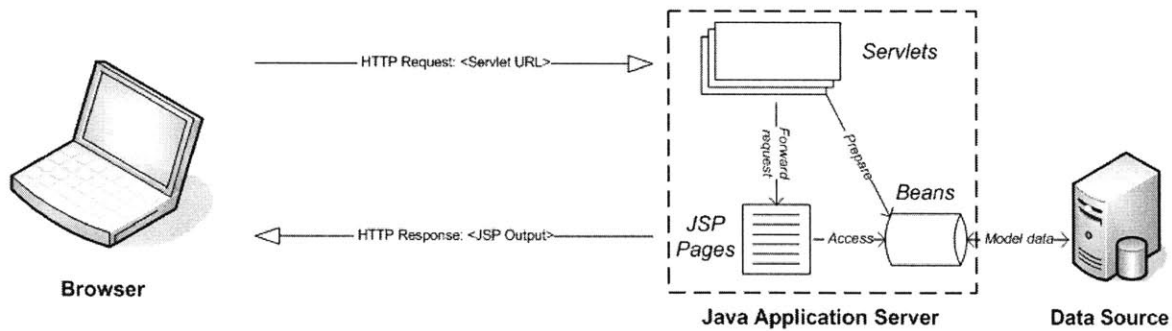 HTTP Request: <Servlet URL>
Servlets
Forward
request
Prepare
Beans
JSP
Pages
Access
Model data
HTTP Response: <JSP Output>
Browser
Java Application Server
Data Source